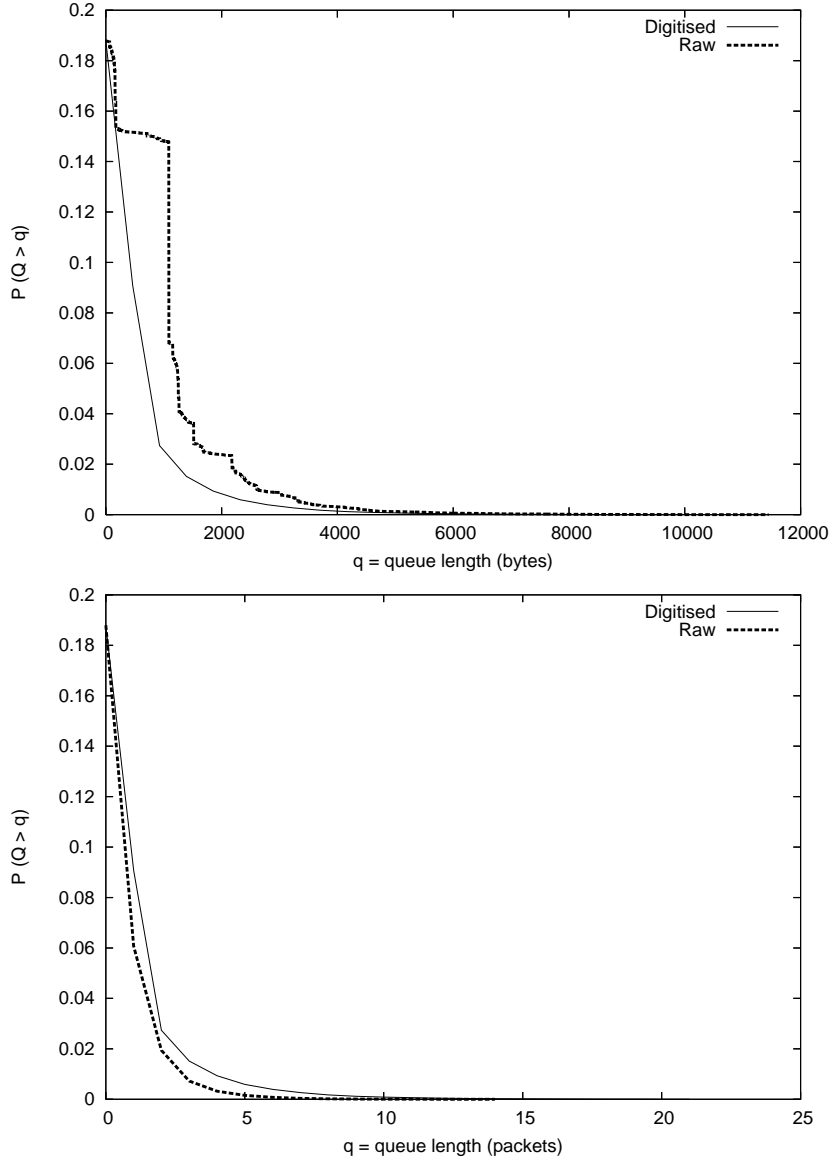 0.2
0.18
0.16
0.14
0.12
0.1
0.08
0.06
0.04
0.02
0
P (Q > q)
Digitised
Raw
0 2000 4000 6000 8000 10000 12000
q = queue length (bytes)
0.2
0.18
0.16
0.14
0.12
0.1
0.08
0.06
0.04
0.02
0
P (Q > q)
Digitised
Raw
0 5 10 15 20 25
q = queue length (packets)